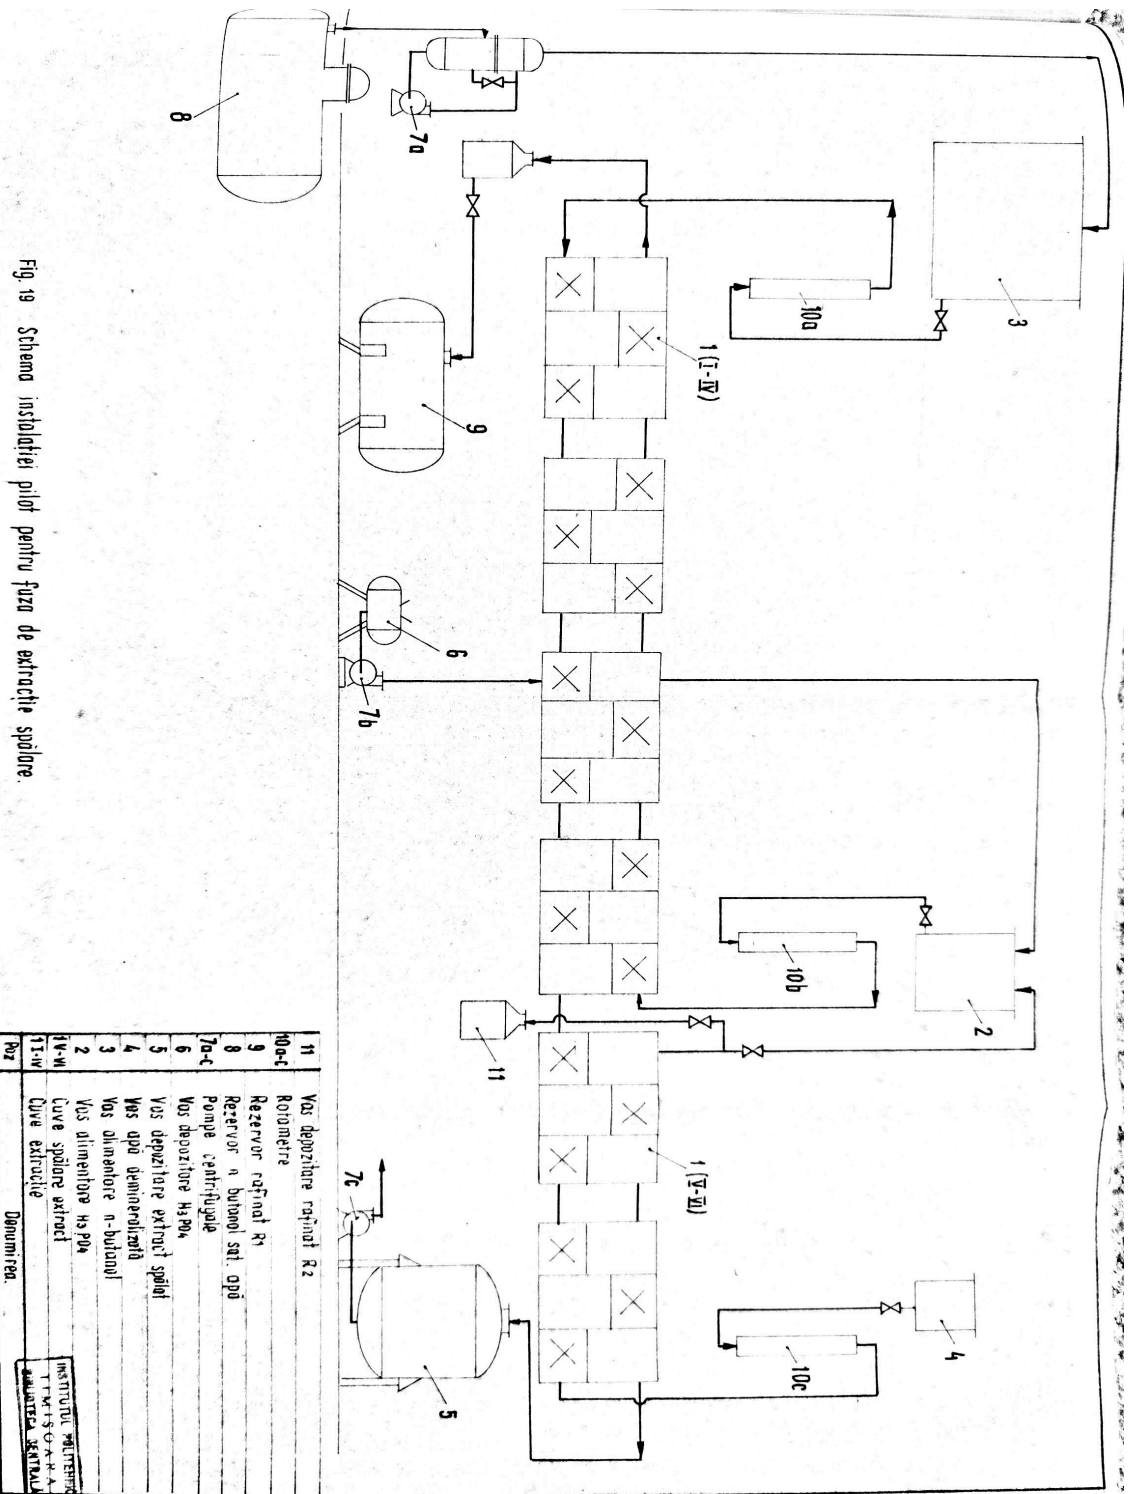 8
7a
3
10a
1 (I-IV)
9
6
7b
10b
2
11
1 (V-VI)
7c
5
10c
4
11 Vas depozitare rafinat R2
10a-c Rotametre
9 Rezervor rafinat R1
8 Rezervor n butanol sat. apă
7a-c Pompe centrifugale
6 Vas depozitare H3PO4
5 Vas depozitare extract spălat
4 Vas apă demineralizată
3 Vas alimentare n-butanol
2 Vas alimentare H3PO4
1V-VI Cuve spălare extract
1I-IV Cuve extracție
Poz Denumirea.
INSTITUTUL POLITEHNIC
TIMIȘOARA
BIBLIOTECA CENTRALĂ
Fig. 19 Schema instalației pilot pentru faza de extracție spălare.